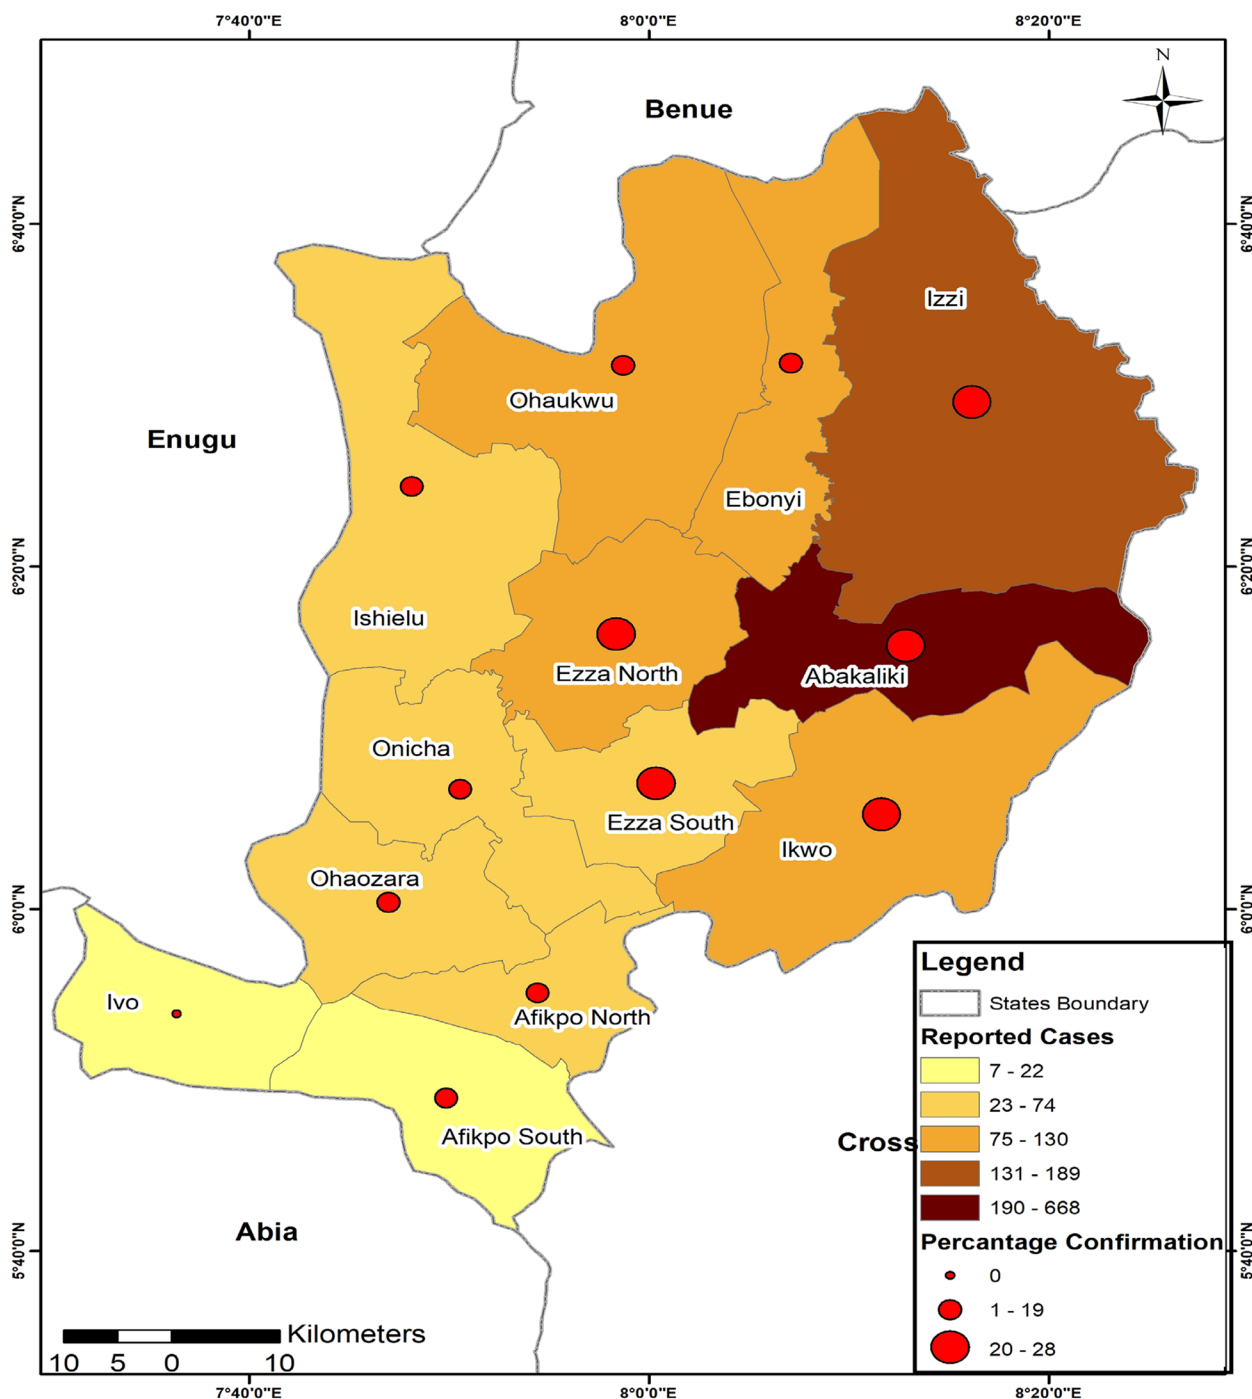 7°40'0"E 8°0'0"E 8°20'0"E
N
Benue
6°40'0"N 6°40'0"N
Izzi
Ohaukwu
Enugu
Ebonyi
6°20'0"N 6°20'0"N
Ishielu
Ezza North
Abakaliki
Onicha
Ezza South
Ikwo
Ohaozara
6°0'0"N 6°0'0"N
Ivo
Afikpo North
Afikpo South
Cross
Abia
5°40'0"N 5°40'0"N
Legend
States Boundary
Reported Cases
7 - 22
23 - 74
75 - 130
131 - 189
190 - 668
Percantage Confirmation
0
1 - 19
20 - 28
Kilometers
10 5 0 10
7°40'0"E 8°0'0"E 8°20'0"E